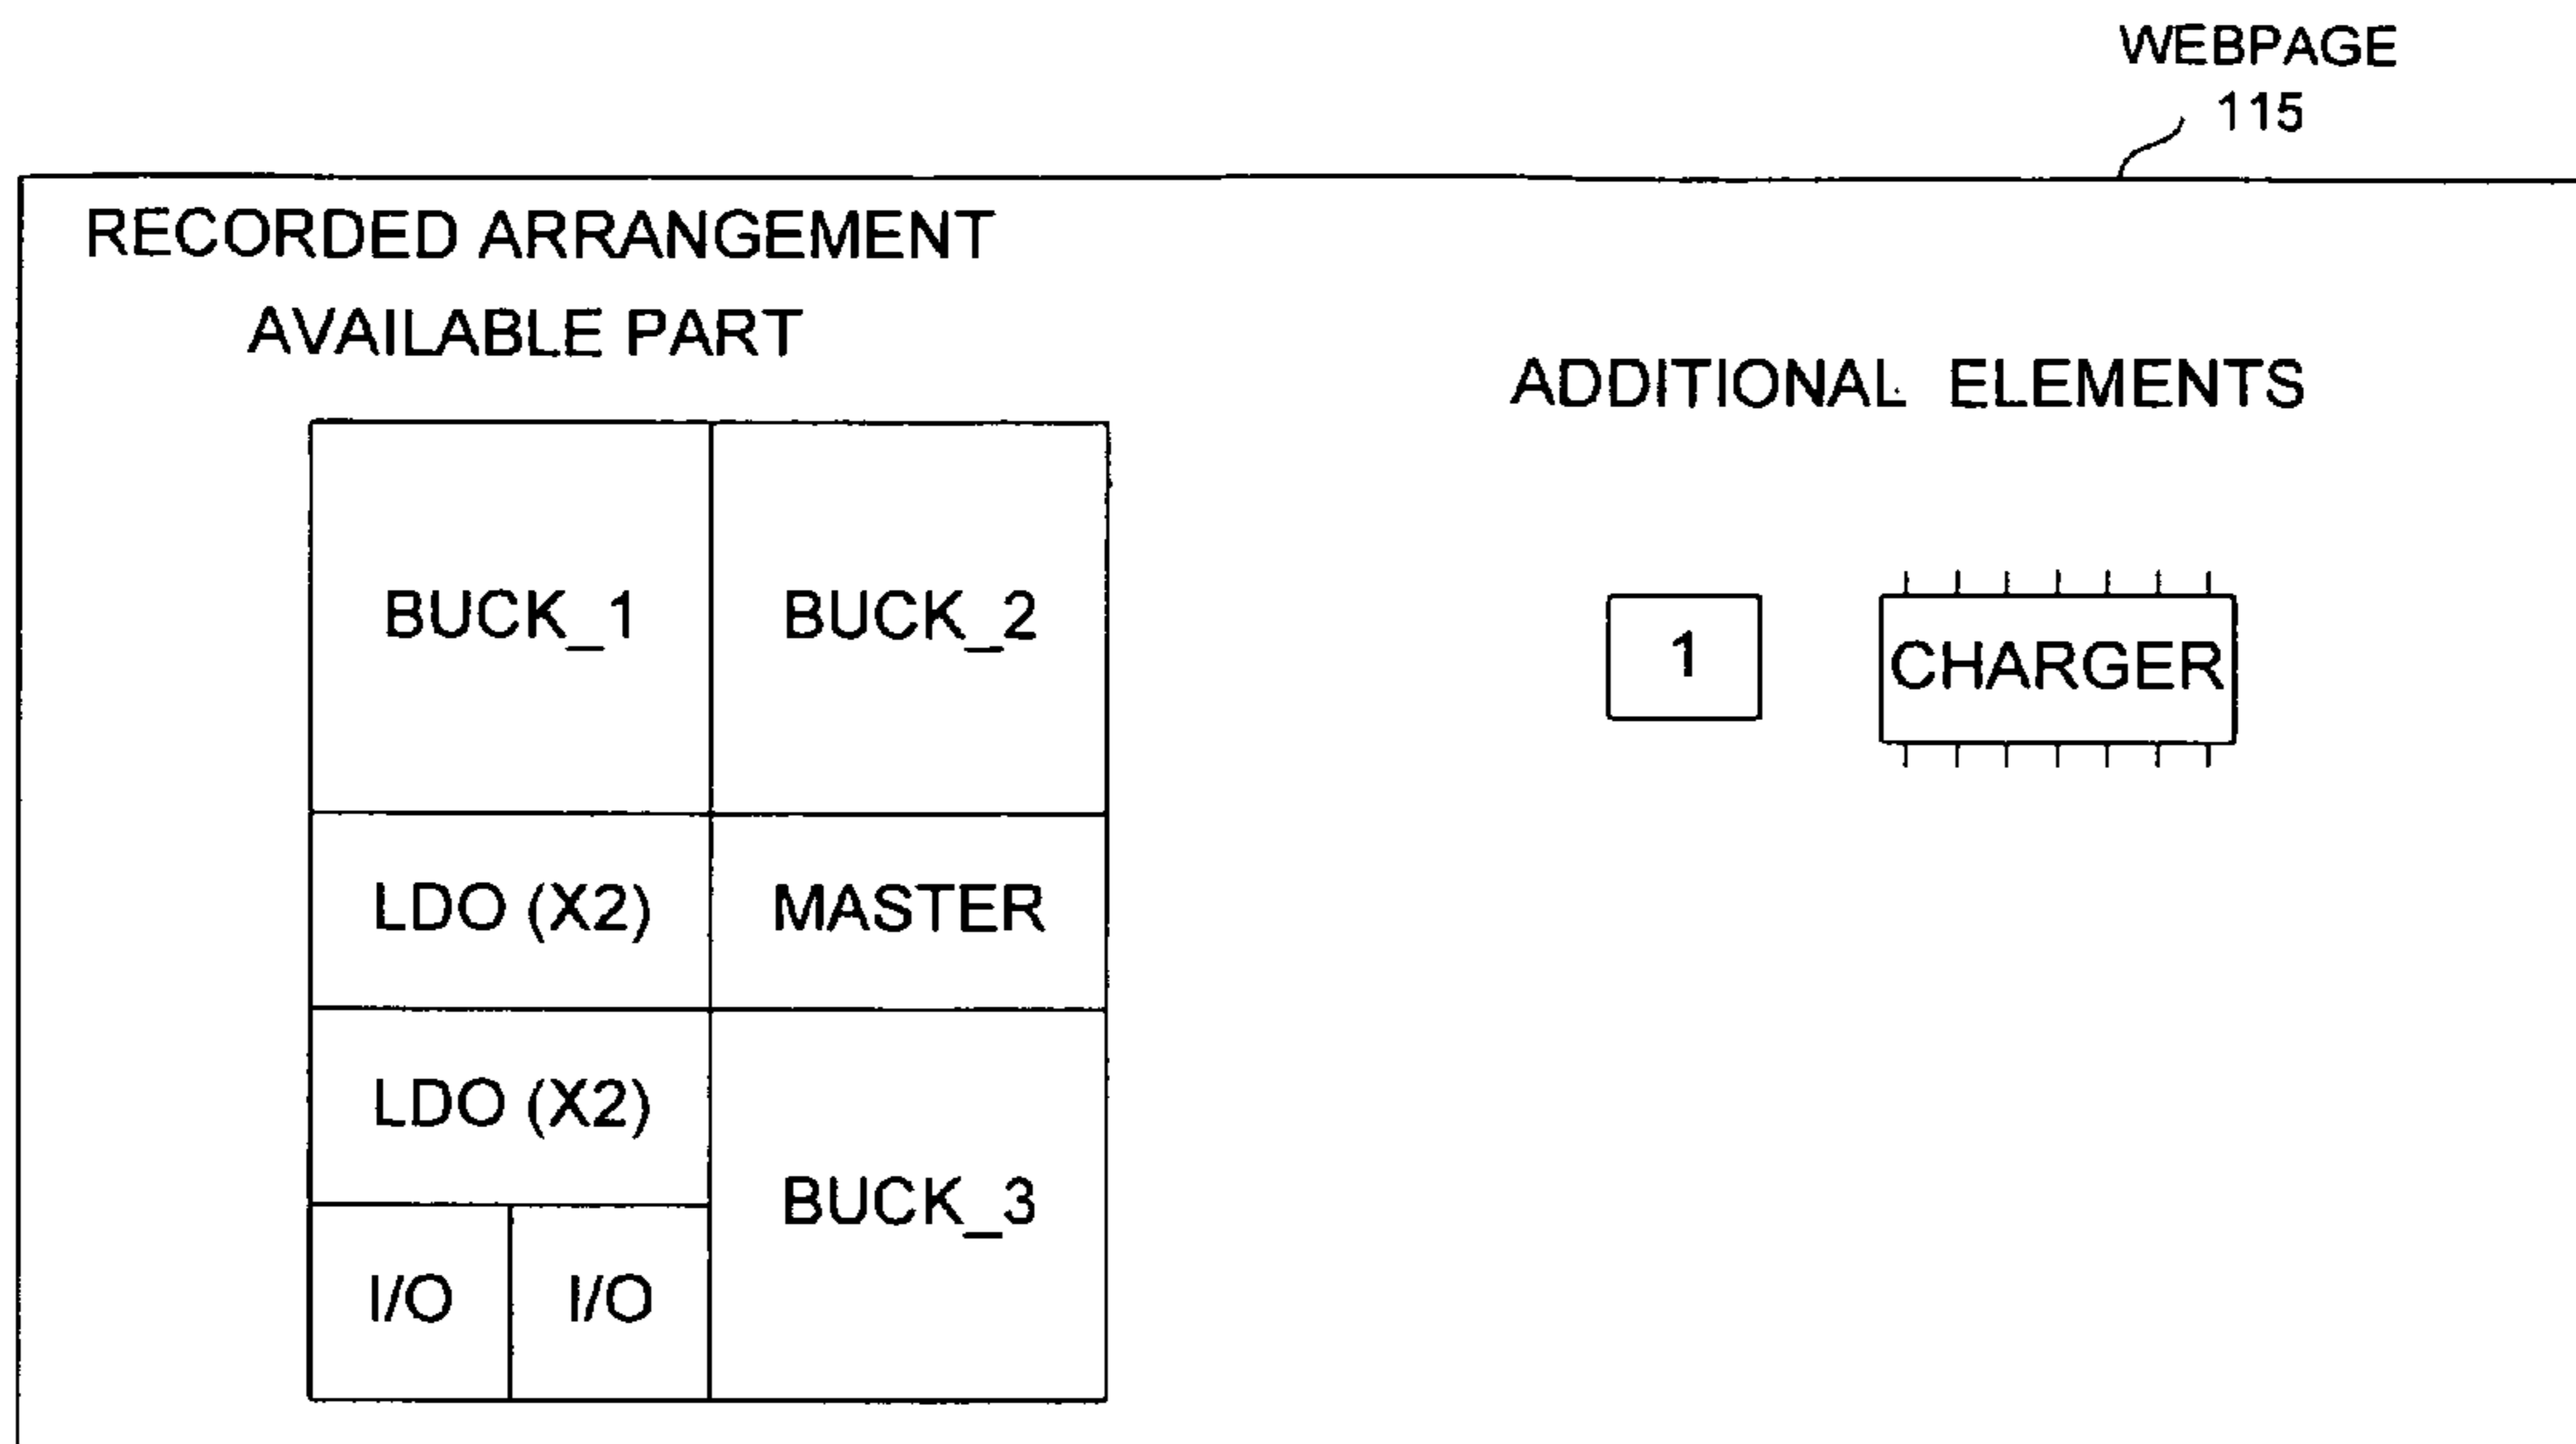 WEBPAGE
115
RECORDED ARRANGEMENT
AVAILABLE PART
ADDITIONAL ELEMENTS
BUCK_1
BUCK_2
1
CHARGER
LDO (X2)
MASTER
LDO (X2)
BUCK_3
I/O
I/O